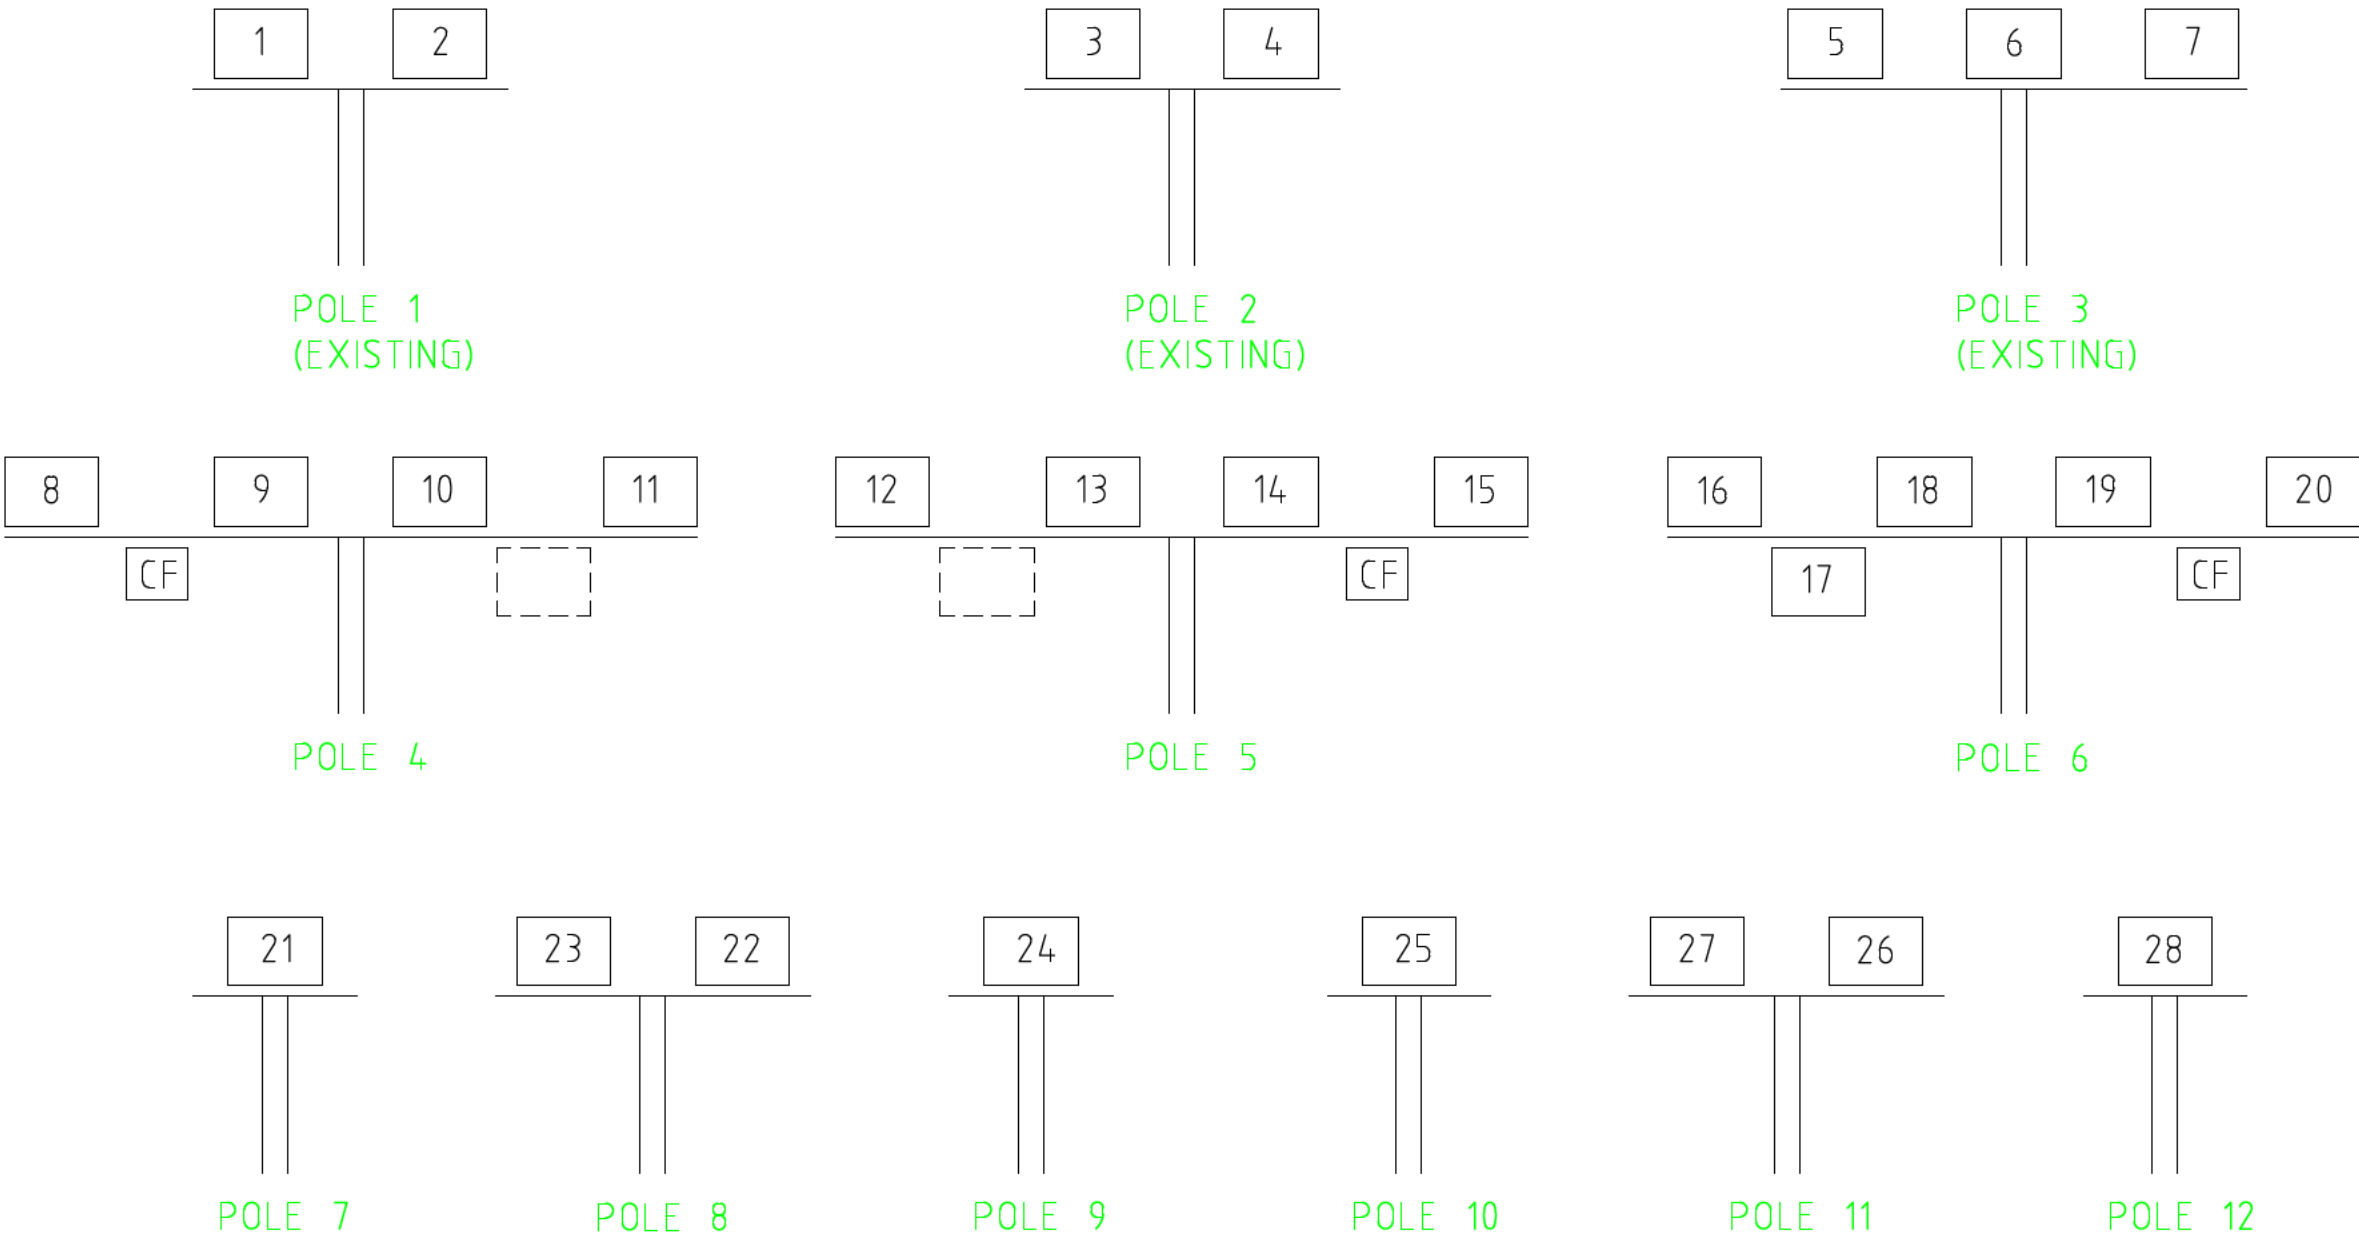 1 2 3 4 5 6 7
POLE 1 POLE 2 POLE 3
(EXISTING) (EXISTING) (EXISTING)
8 9 10 11 12 13 14 15 16 18 19 20
CF CF 17 CF
POLE 4 POLE 5 POLE 6
21 23 22 24 25 27 26 28
POLE 7 POLE 8 POLE 9 POLE 10 POLE 11 POLE 12